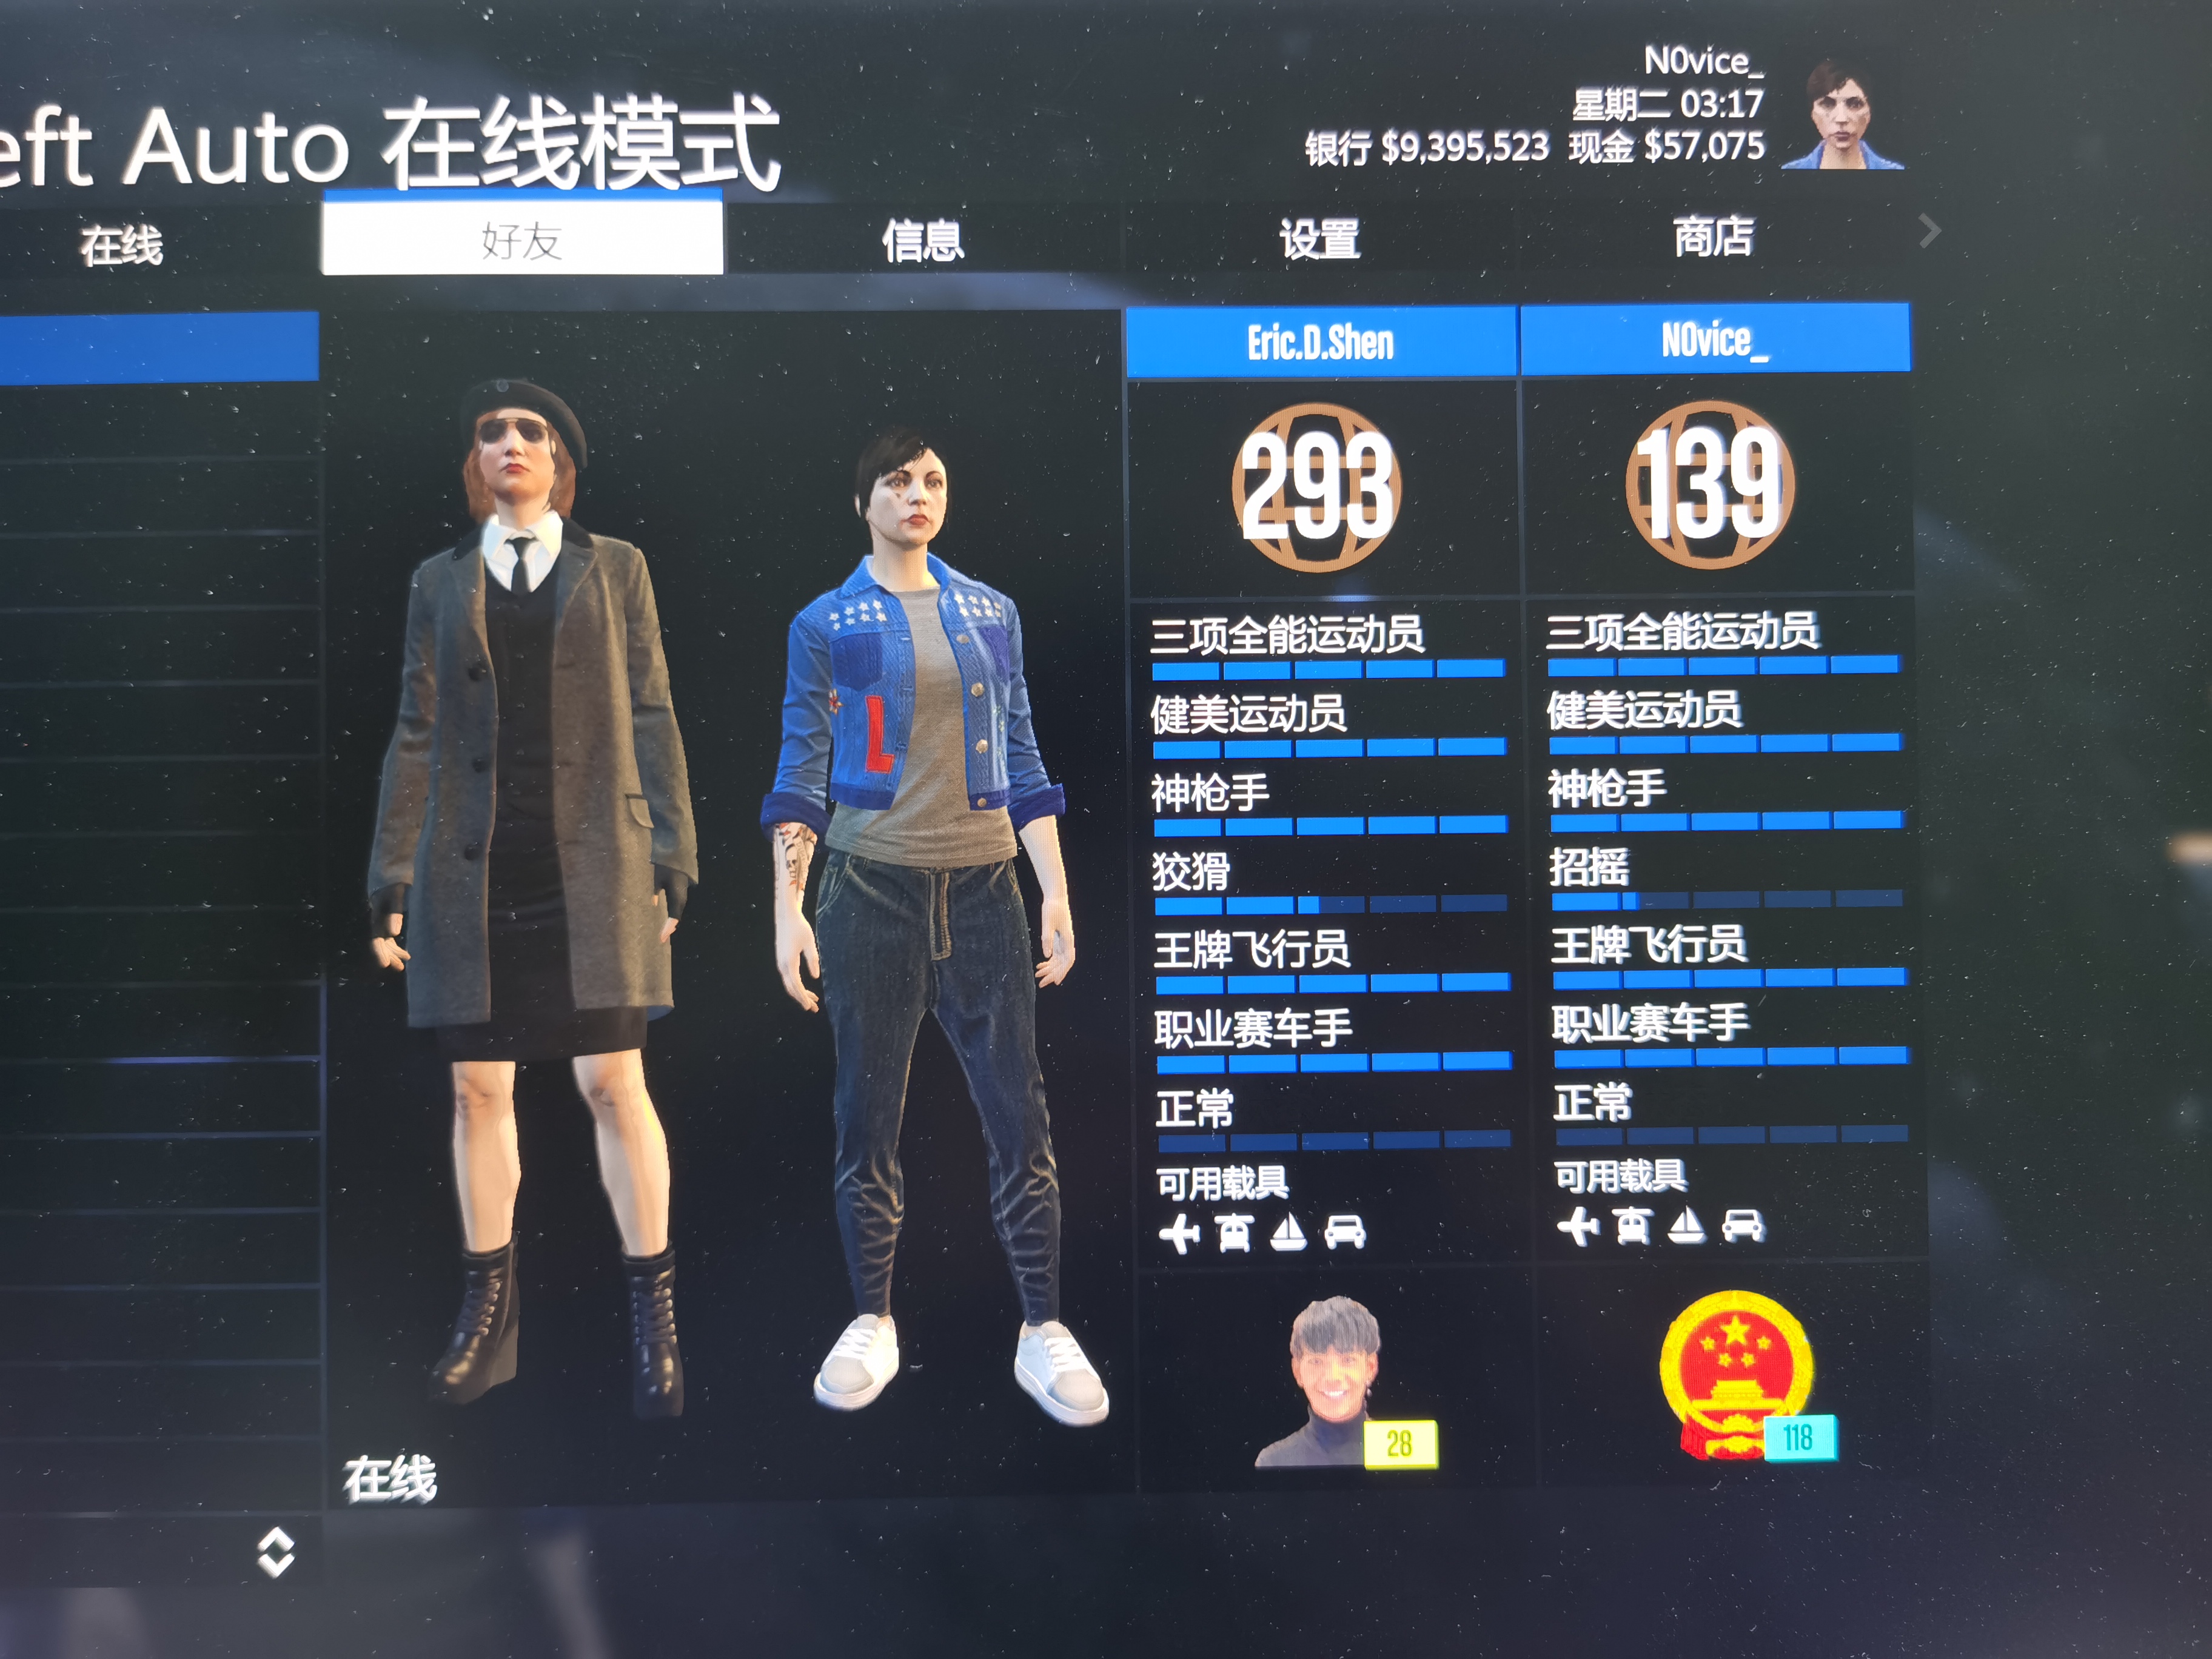 N0vice_
星期二 03:17
银行 $9,395,523 现金 $57,075
eft Auto 在线模式
在线 好友 信息 设置 商店
Eric.D.Shen N0vice_
293 139
三项全能运动员 三项全能运动员
健美运动员 健美运动员
神枪手 神枪手
狡猾 招摇
王牌飞行员 王牌飞行员
职业赛车手 职业赛车手
正常 正常
可用载具 可用载具
L
28 118
在线